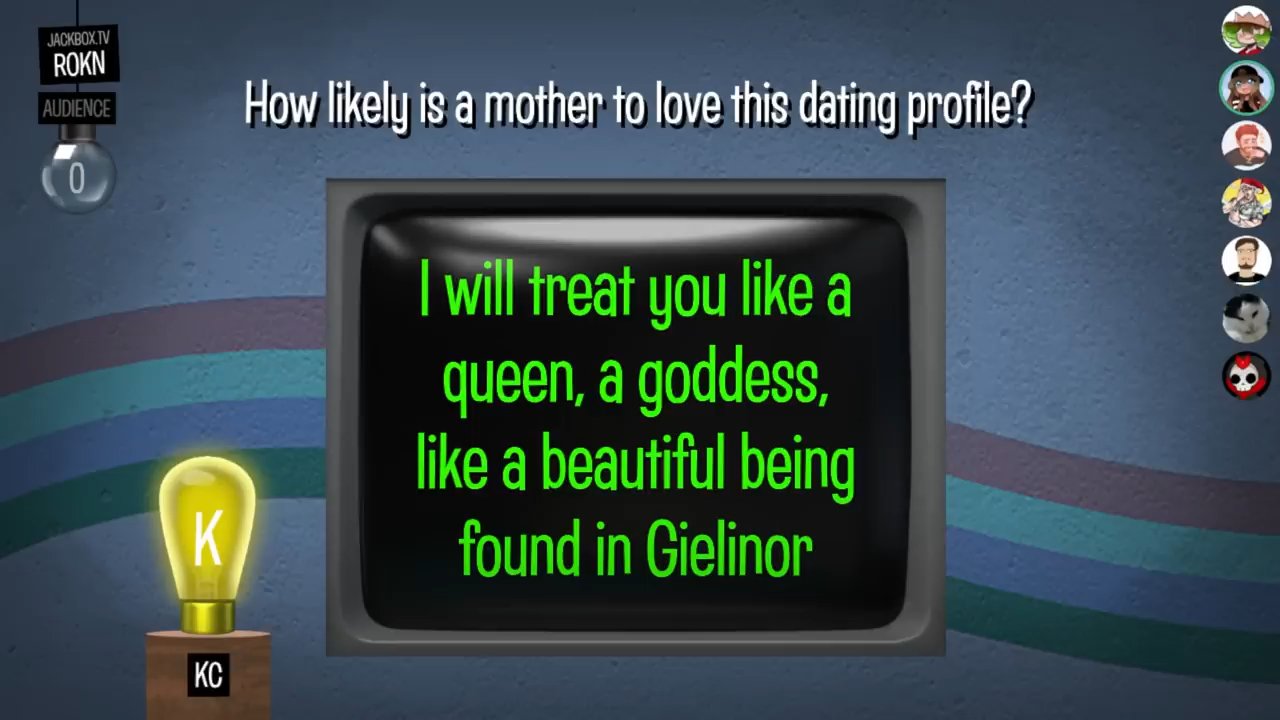 JACKBOX.TV
ROKN
AUDIENCE
0
How likely is a mother to love this dating profile?
I will treat you like a
queen, a goddess,
like a beautiful being
found in Gielinor
K
KC